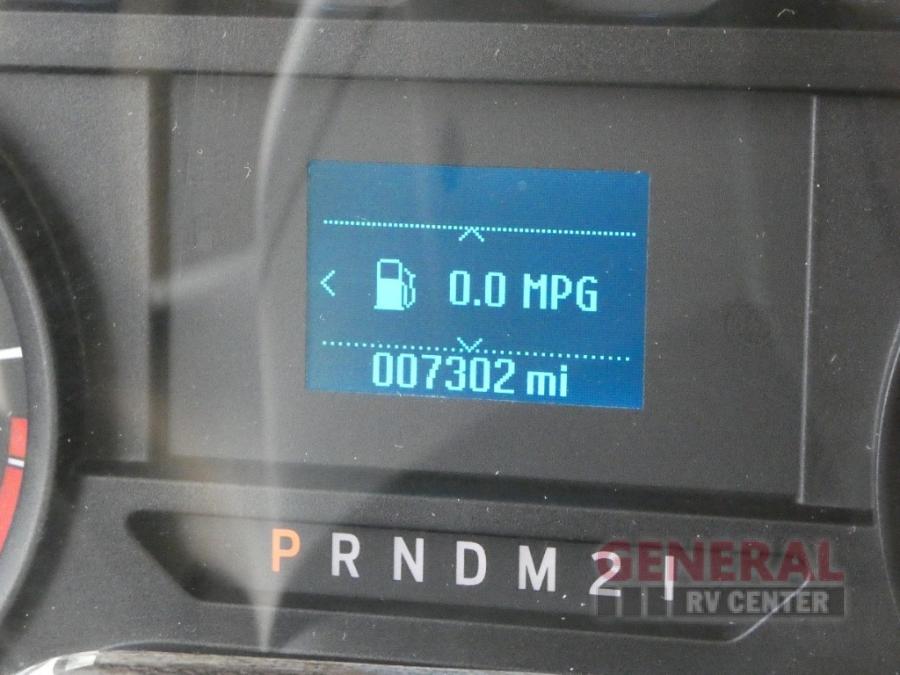 0.0 MPG
007302 mi
P R N D M 2 1
GENERAL
RV CENTER